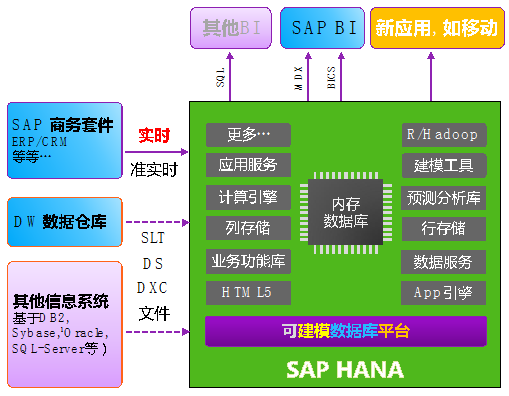 其他BI
SAP BI
新应用, 如移动
SQL
MDX
BICS
SAP 商务套件
ERP/CRM
等等…
实时
准实时
DW 数据仓库
SLT
DS
DXC
文件
其他信息系统
基于DB2,
Sybase, Oracle,
SQL-Server等）
更多…
应用服务
计算引擎
列存储
业务功能库
HTML5
内存
数据库
R/Hadoop
建模工具
预测分析库
行存储
数据服务
App引擎
可建模数据库平台
SAP HANA